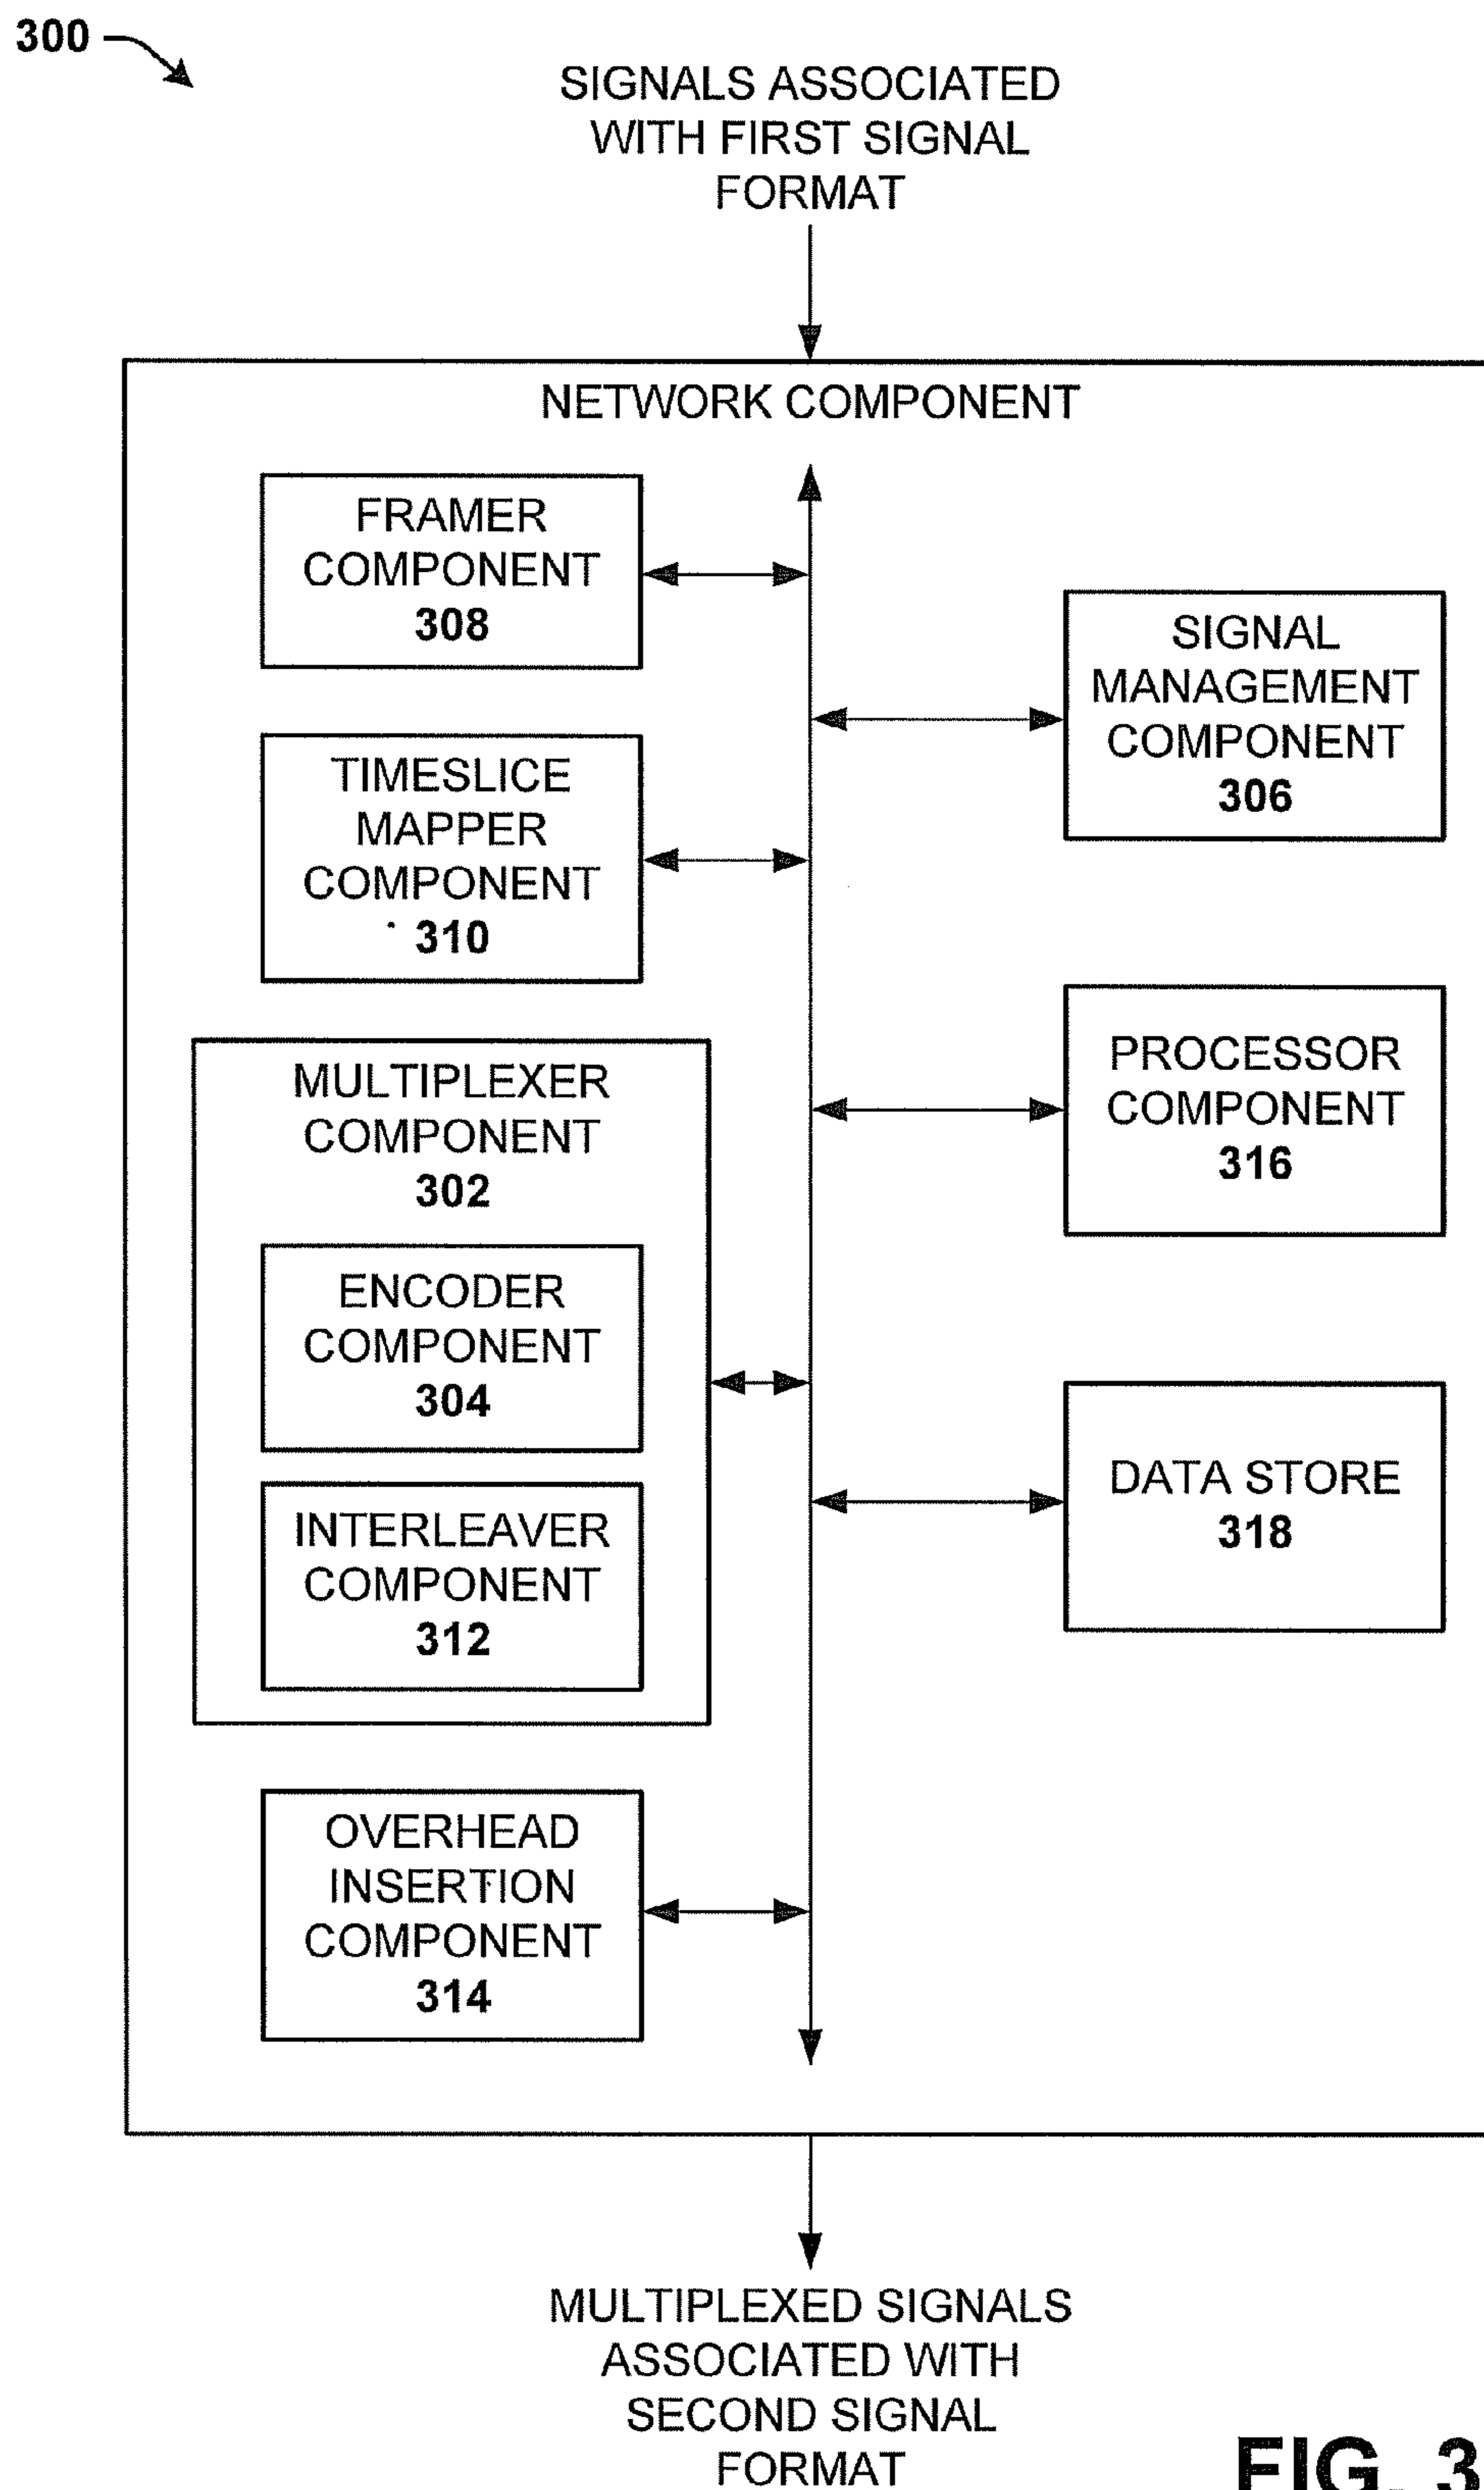 300
SIGNALS ASSOCIATED
WITH FIRST SIGNAL
FORMAT
NETWORK COMPONENT
FRAMER
COMPONENT
308
TIMESLICE
MAPPER
COMPONENT
310
MULTIPLEXER
COMPONENT
302
ENCODER
COMPONENT
304
INTERLEAVER
COMPONENT
312
OVERHEAD
INSERTION
COMPONENT
314
SIGNAL
MANAGEMENT
COMPONENT
306
PROCESSOR
COMPONENT
316
DATA STORE
318
MULTIPLEXED SIGNALS
ASSOCIATED WITH
SECOND SIGNAL
FORMAT
FIG. 3